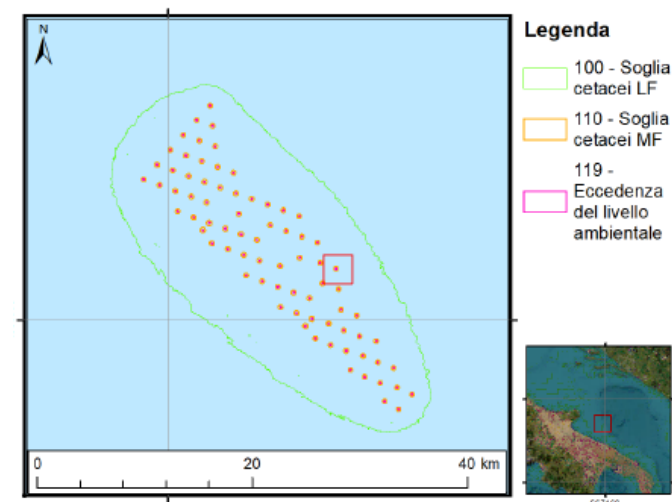 N
Legenda
100 - Soglia
cetacei LF
110 - Soglia
cetacei MF
119 -
Eccedenza
del livello
ambientale
0
20
40 km